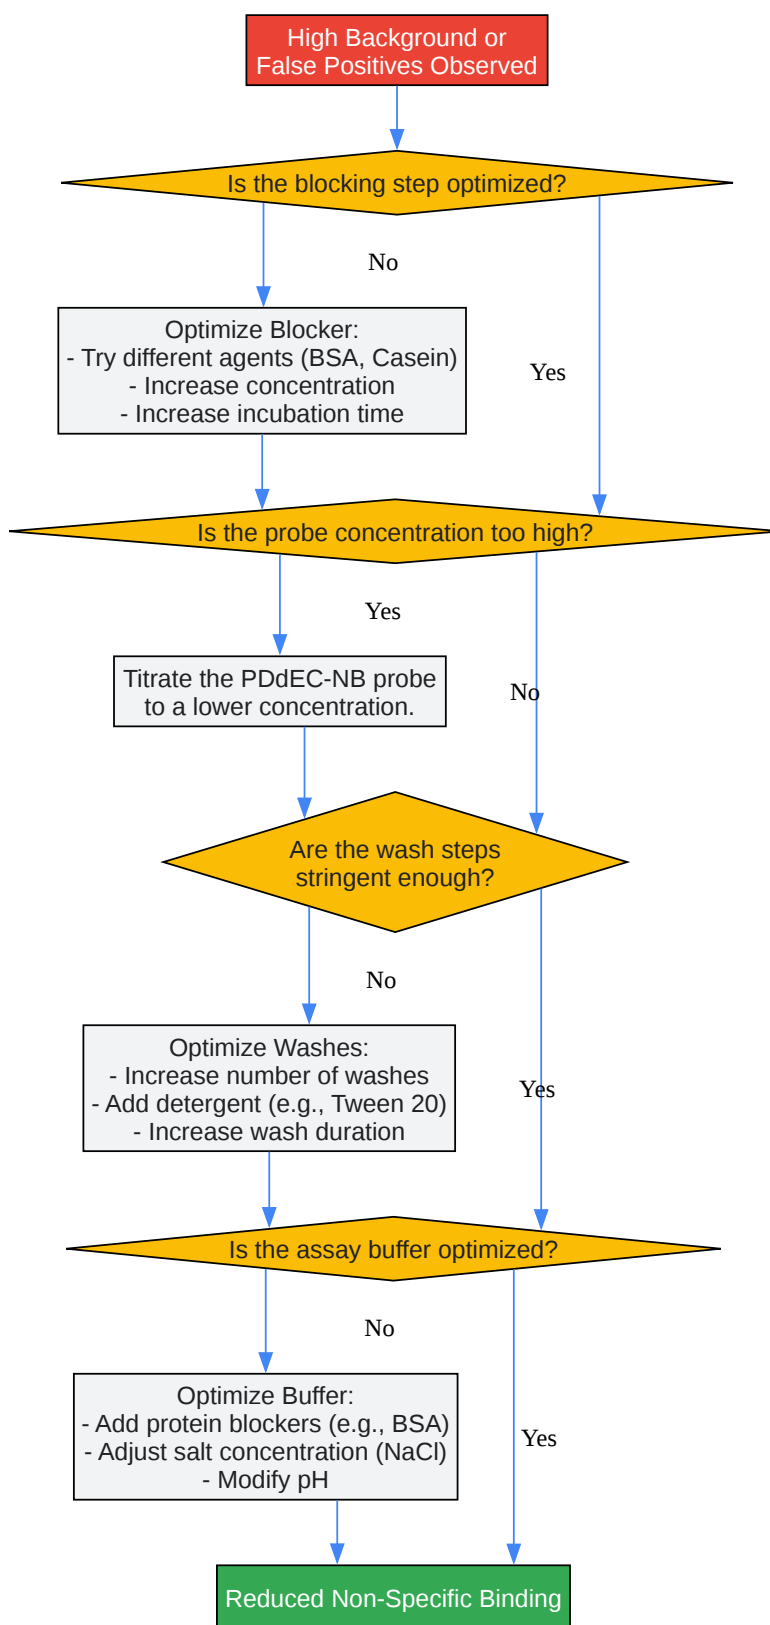 High Background or
False Positives Observed
Is the blocking step optimized?
No
Optimize Blocker:
- Try different agents (BSA, Casein)
- Increase concentration
- Increase incubation time
Yes
Is the probe concentration too high?
Yes
Titrate the PDdEC-NB probe
to a lower concentration.
No
Are the wash steps
stringent enough?
No
Optimize Washes:
- Increase number of washes
- Add detergent (e.g., Tween 20)
- Increase wash duration
Yes
Is the assay buffer optimized?
No
Optimize Buffer:
- Add protein blockers (e.g., BSA)
- Adjust salt concentration (NaCl)
- Modify pH
Yes
Reduced Non-Specific Binding